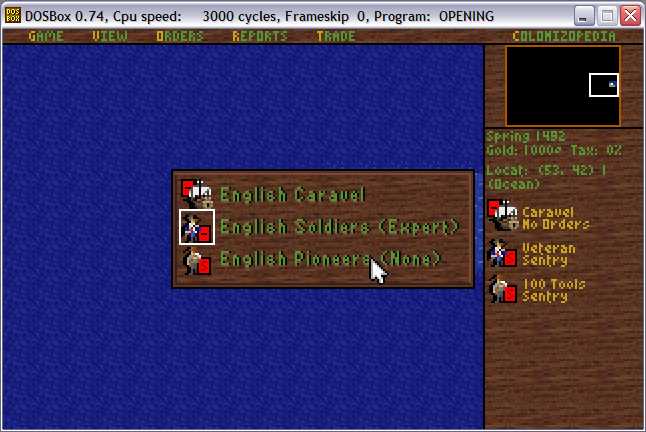 DOSBox 0.74, Cpu speed: 3000 cycles, Frameskip 0, Program: OPENING
GAME VIEW ORDERS REPORTS TRADE COLONIZOPEDIA
Spring 1492
Gold: 1000¢ Tax: 0%
Locat: (53, 42) |
(Ocean)
English Caravel
English Soldiers (Expert)
English Pioneers (None)
Caravel
No Orders
Veteran
Sentry
100 Tools
Sentry